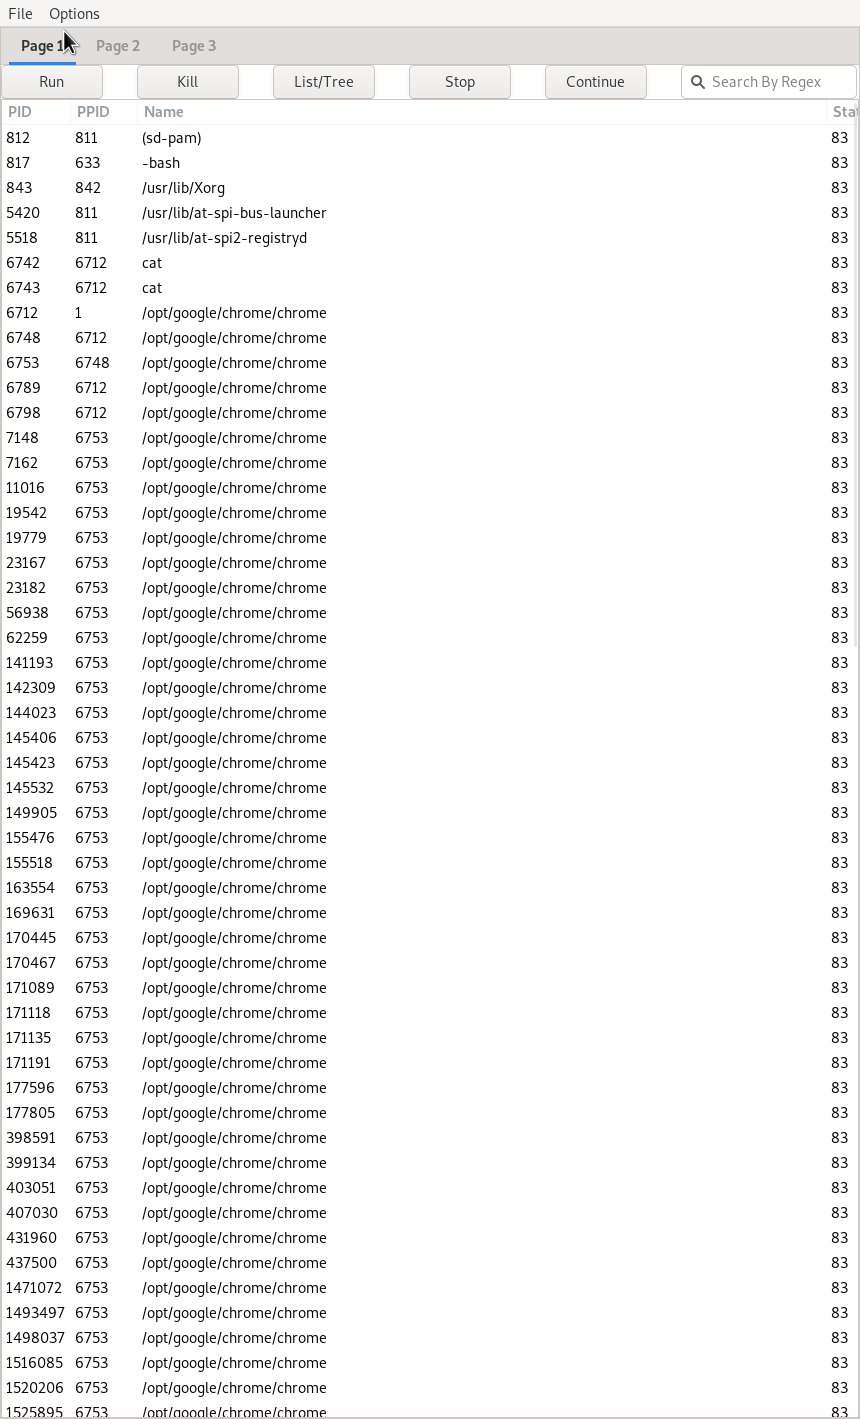 File Options
Page 1 Page 2 Page 3
Run Kill List/Tree Stop Continue Search By Regex
PID PPID Name Stat
812 811 (sd-pam) 83
817 633 -bash 83
843 842 /usr/lib/Xorg 83
5420 811 /usr/lib/at-spi-bus-launcher 83
5518 811 /usr/lib/at-spi2-registryd 83
6742 6712 cat 83
6743 6712 cat 83
6712 1 /opt/google/chrome/chrome 83
6748 6712 /opt/google/chrome/chrome 83
6753 6748 /opt/google/chrome/chrome 83
6789 6712 /opt/google/chrome/chrome 83
6798 6712 /opt/google/chrome/chrome 83
7148 6753 /opt/google/chrome/chrome 83
7162 6753 /opt/google/chrome/chrome 83
11016 6753 /opt/google/chrome/chrome 83
19542 6753 /opt/google/chrome/chrome 83
19779 6753 /opt/google/chrome/chrome 83
23167 6753 /opt/google/chrome/chrome 83
23182 6753 /opt/google/chrome/chrome 83
56938 6753 /opt/google/chrome/chrome 83
62259 6753 /opt/google/chrome/chrome 83
141193 6753 /opt/google/chrome/chrome 83
142309 6753 /opt/google/chrome/chrome 83
144023 6753 /opt/google/chrome/chrome 83
145406 6753 /opt/google/chrome/chrome 83
145423 6753 /opt/google/chrome/chrome 83
145532 6753 /opt/google/chrome/chrome 83
149905 6753 /opt/google/chrome/chrome 83
155476 6753 /opt/google/chrome/chrome 83
155518 6753 /opt/google/chrome/chrome 83
163554 6753 /opt/google/chrome/chrome 83
169631 6753 /opt/google/chrome/chrome 83
170445 6753 /opt/google/chrome/chrome 83
170467 6753 /opt/google/chrome/chrome 83
171089 6753 /opt/google/chrome/chrome 83
171118 6753 /opt/google/chrome/chrome 83
171135 6753 /opt/google/chrome/chrome 83
171191 6753 /opt/google/chrome/chrome 83
177596 6753 /opt/google/chrome/chrome 83
177805 6753 /opt/google/chrome/chrome 83
398591 6753 /opt/google/chrome/chrome 83
399134 6753 /opt/google/chrome/chrome 83
403051 6753 /opt/google/chrome/chrome 83
407030 6753 /opt/google/chrome/chrome 83
431960 6753 /opt/google/chrome/chrome 83
437500 6753 /opt/google/chrome/chrome 83
1471072 6753 /opt/google/chrome/chrome 83
1493497 6753 /opt/google/chrome/chrome 83
1498037 6753 /opt/google/chrome/chrome 83
1516085 6753 /opt/google/chrome/chrome 83
1520206 6753 /opt/google/chrome/chrome 83
1525895 6753 /opt/google/chrome/chrome 83